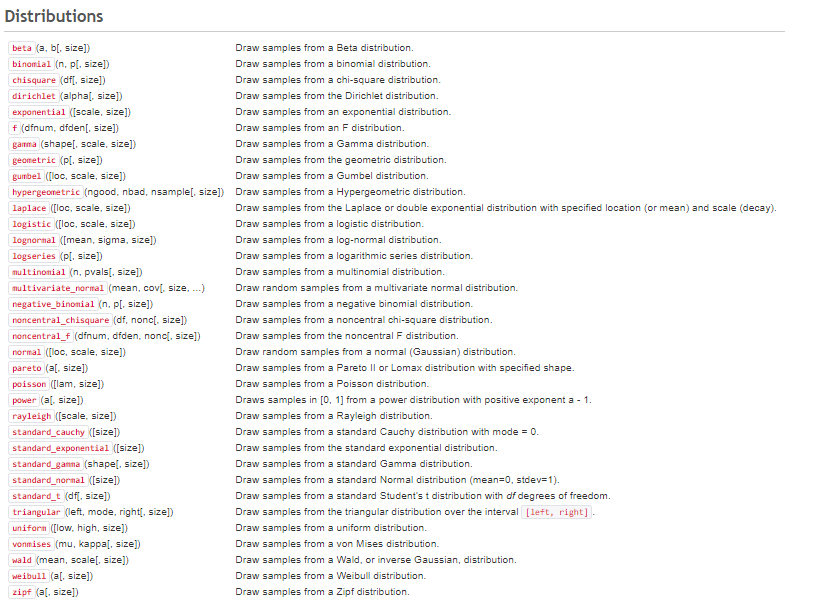 Distributions
beta (a, b[, size]) Draw samples from a Beta distribution.
binomial (n, p[, size]) Draw samples from a binomial distribution.
chisquare (df[, size]) Draw samples from a chi-square distribution.
dirichlet (alpha[, size]) Draw samples from the Dirichlet distribution.
exponential ([scale, size]) Draw samples from an exponential distribution.
f (dfnum, dfden[, size]) Draw samples from an F distribution.
gamma (shape[, scale, size]) Draw samples from a Gamma distribution.
geometric (p[, size]) Draw samples from the geometric distribution.
gumbel ([loc, scale, size]) Draw samples from a Gumbel distribution.
hypergeometric (ngood, nbad, nsample[, size]) Draw samples from a Hypergeometric distribution.
laplace ([loc, scale, size]) Draw samples from the Laplace or double exponential distribution with specified location (or mean) and scale (decay).
logistic ([loc, scale, size]) Draw samples from a logistic distribution.
lognormal ([mean, sigma, size]) Draw samples from a log-normal distribution.
logseries (p[, size]) Draw samples from a logarithmic series distribution.
multinomial (n, pvals[, size]) Draw samples from a multinomial distribution.
multivariate_normal (mean, cov[, size, ...) Draw random samples from a multivariate normal distribution.
negative_binomial (n, p[, size]) Draw samples from a negative binomial distribution.
noncentral_chisquare (df, nonc[, size]) Draw samples from a noncentral chi-square distribution.
noncentral_f (dfnum, dfden, nonc[, size]) Draw samples from the noncentral F distribution.
normal ([loc, scale, size]) Draw random samples from a normal (Gaussian) distribution.
pareto (a[, size]) Draw samples from a Pareto II or Lomax distribution with specified shape.
poisson ([lam, size]) Draw samples from a Poisson distribution.
power (a[, size]) Draws samples in [0, 1] from a power distribution with positive exponent a - 1.
rayleigh ([scale, size]) Draw samples from a Rayleigh distribution.
standard_cauchy ([size]) Draw samples from a standard Cauchy distribution with mode = 0.
standard_exponential ([size]) Draw samples from the standard exponential distribution.
standard_gamma (shape[, size]) Draw samples from a standard Gamma distribution.
standard_normal ([size]) Draw samples from a standard Normal distribution (mean=0, stdev=1).
standard_t (df[, size]) Draw samples from a standard Student's t distribution with df degrees of freedom.
triangular (left, mode, right[, size]) Draw samples from the triangular distribution over the interval [left, right].
uniform ([low, high, size]) Draw samples from a uniform distribution.
vonmises (mu, kappa[, size]) Draw samples from a von Mises distribution.
wald (mean, scale[, size]) Draw samples from a Wald, or inverse Gaussian, distribution.
weibull (a[, size]) Draw samples from a Weibull distribution.
zipf (a[, size]) Draw samples from a Zipf distribution.